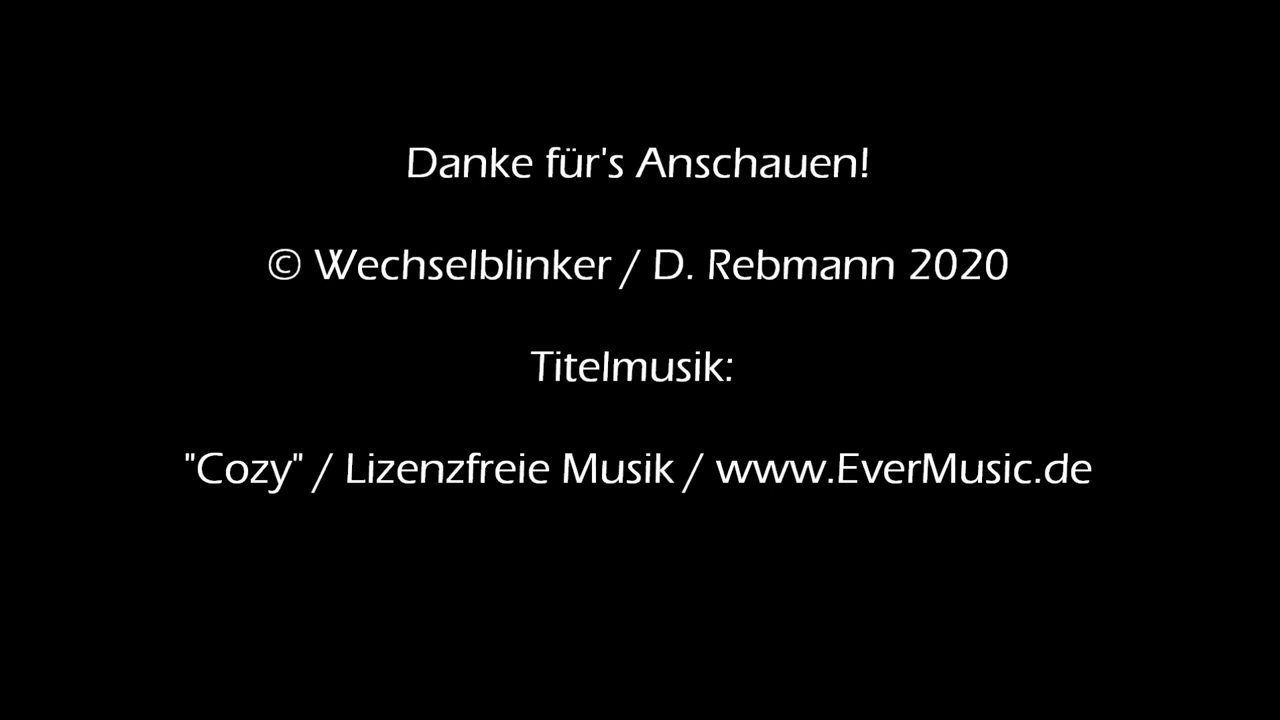 Danke für's Anschauen!
© Wechselblinker / D. Rebmann 2020
Titelmusik:
"Cozy" / Lizenzfreie Musik / www.EverMusic.de